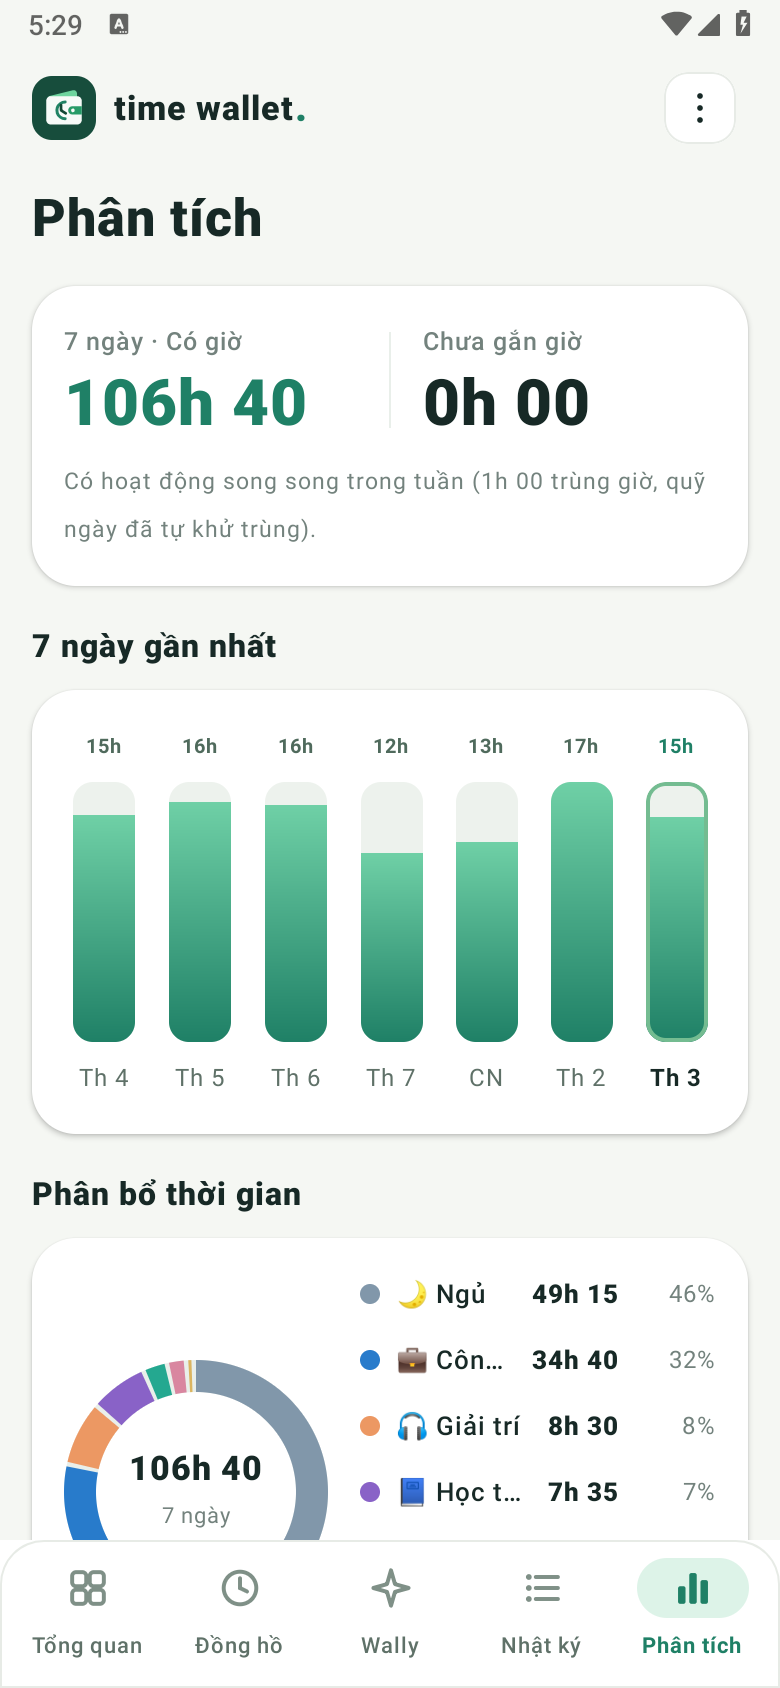 5:29
time wallet.
Phân tích
7 ngày · Có giờ
106h 40
Chưa gắn giờ
0h 00
Có hoạt động song song trong tuần (1h 00 trùng giờ, quỹ
ngày đã tự khử trùng).
7 ngày gần nhất
15h 16h 16h 12h 13h 17h 15h
Th 4 Th 5 Th 6 Th 7 CN Th 2 Th 3
Phân bổ thời gian
Ngủ 49h 15 46%
Côn... 34h 40 32%
Giải trí 8h 30 8%
Học t... 7h 35 7%
106h 40
7 ngày
Tổng quan Đồng hồ Wally Nhật ký Phân tích